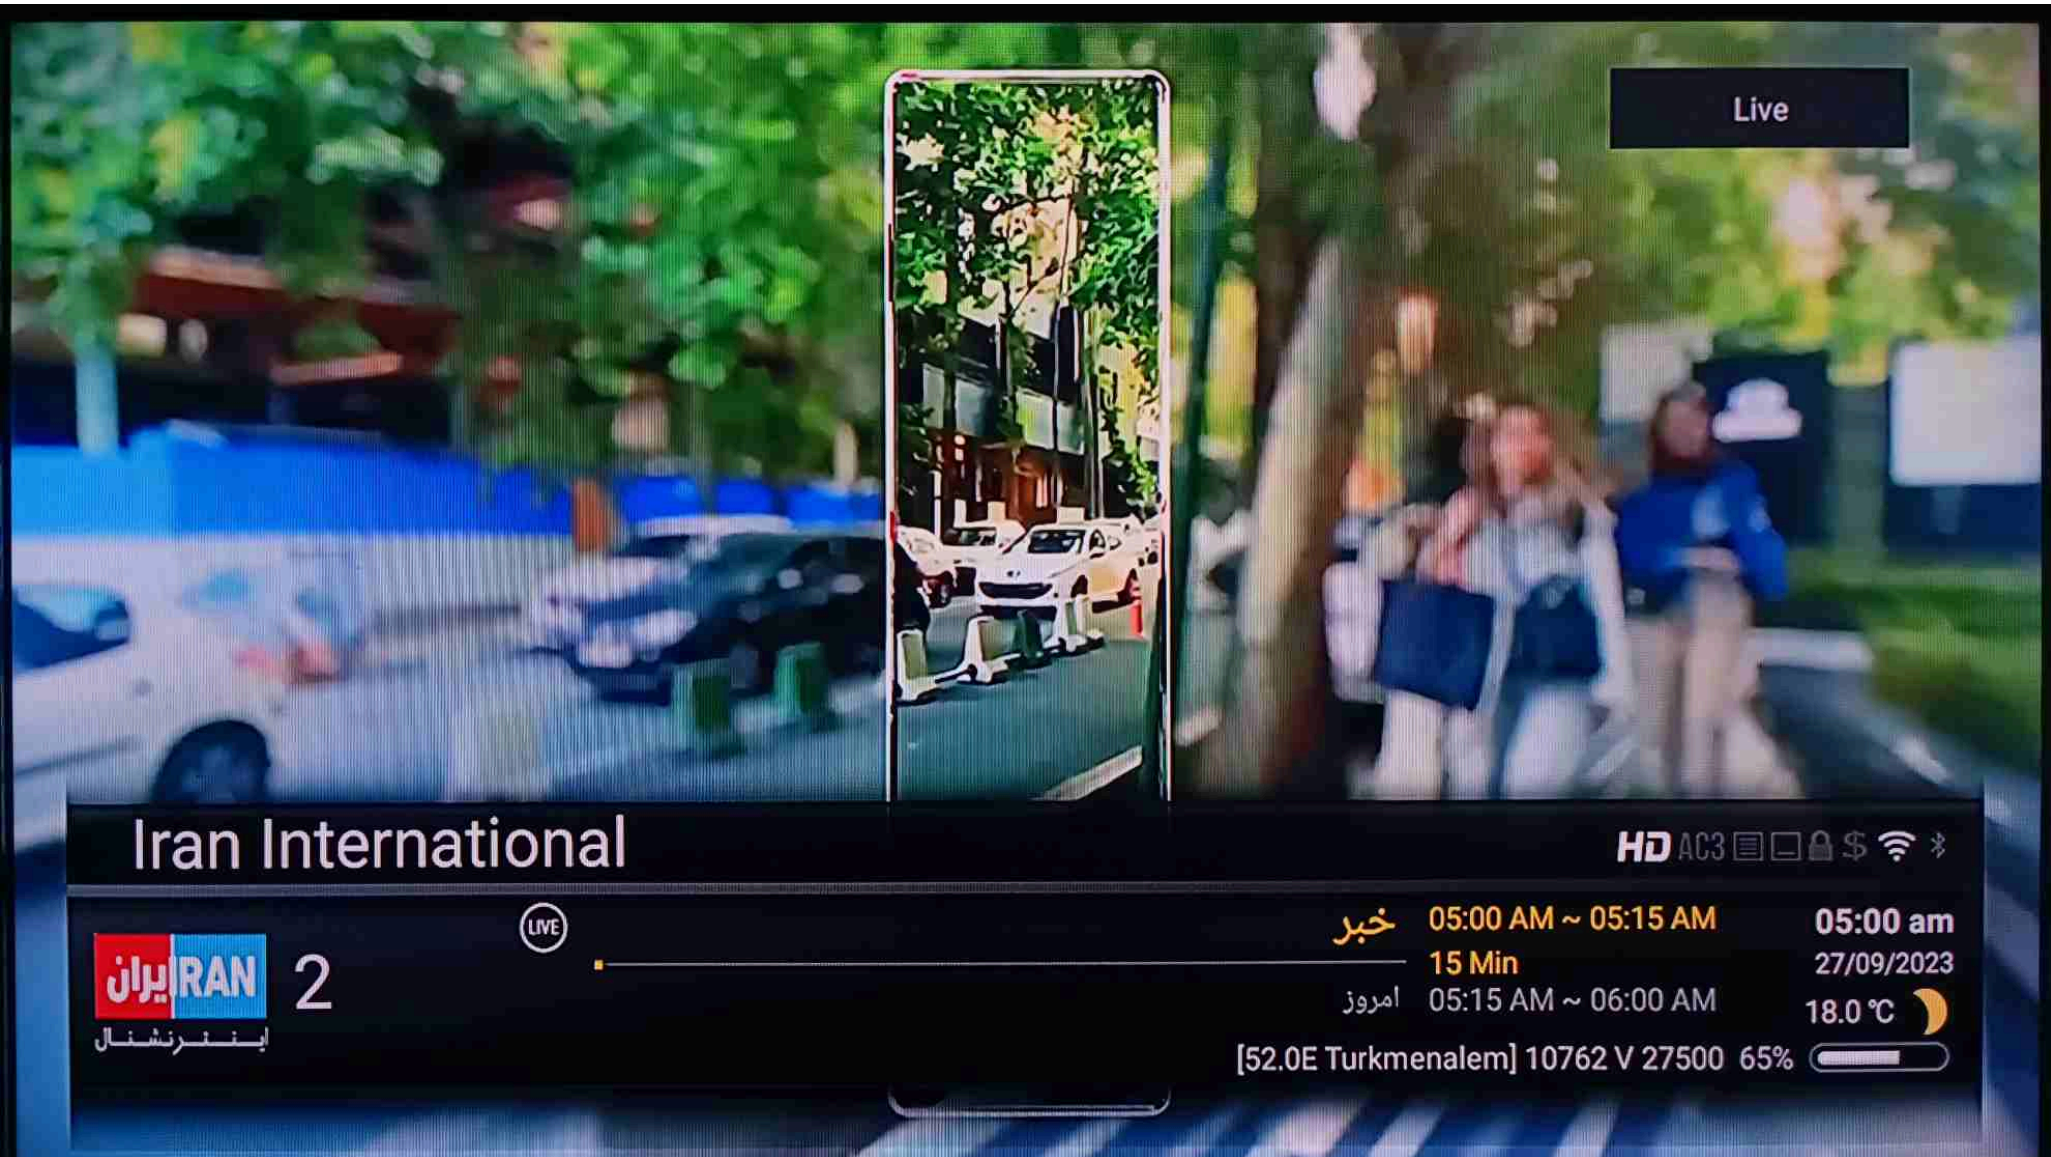 Live
Iran International
HD AC3 $
LIVE
خبر 05:00 AM ~ 05:15 AM
05:00 am
15 Min
27/09/2023
ایران IRAN
2
امروز 05:15 AM ~ 06:00 AM
18.0 °C
اینترنشنال
[52.0E Turkmenalem] 10762 V 27500 65%